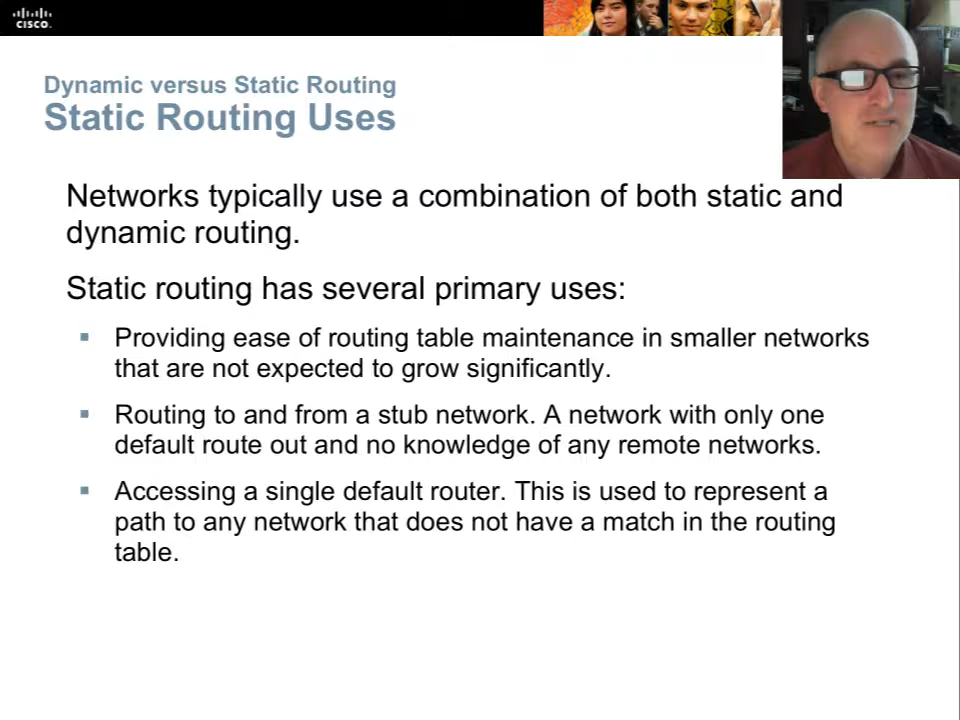 CISCO.
Dynamic versus Static Routing
Static Routing Uses
Networks typically use a combination of both static and
dynamic routing.
Static routing has several primary uses:
▪ Providing ease of routing table maintenance in smaller networks
that are not expected to grow significantly.
▪ Routing to and from a stub network. A network with only one
default route out and no knowledge of any remote networks.
▪ Accessing a single default router. This is used to represent a
path to any network that does not have a match in the routing
table.